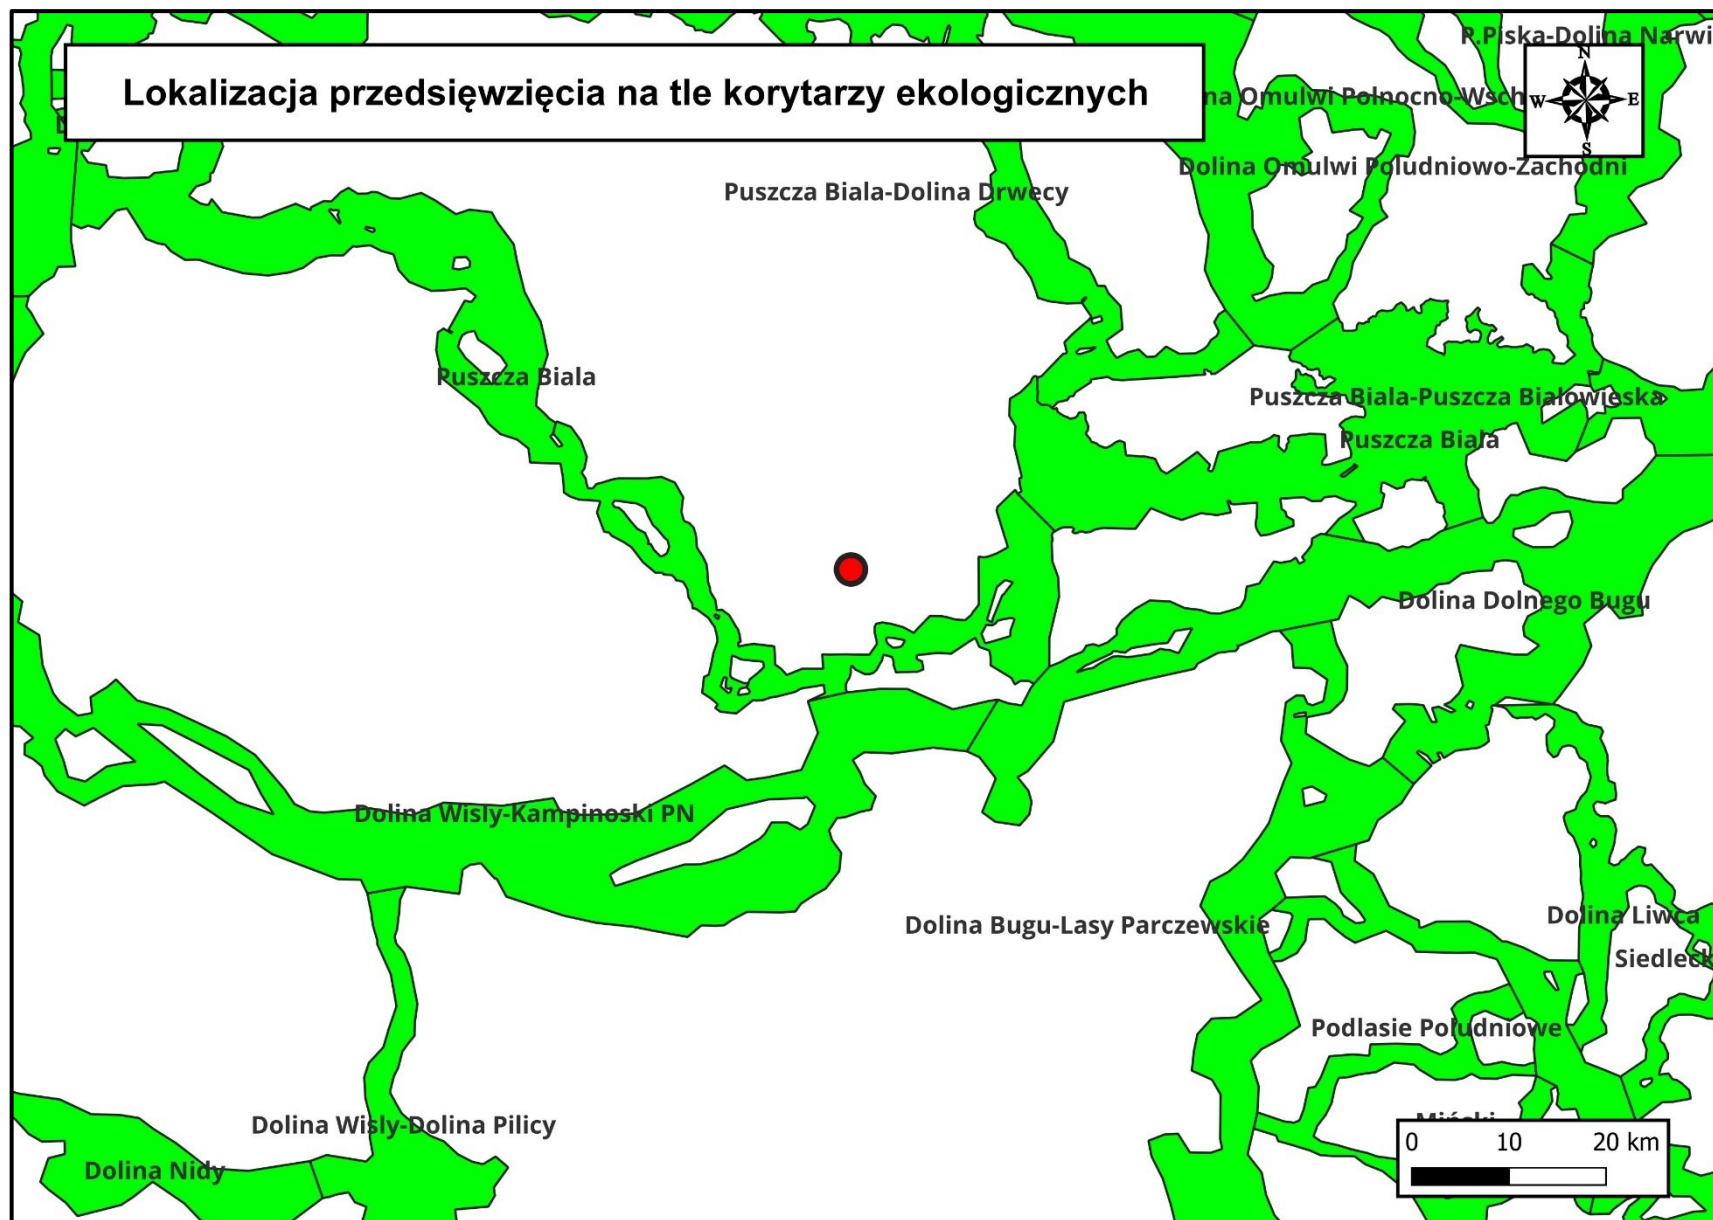 P.Piska-Dolina Narwi
N
Lokalizacja przedsięwzięcia na tle korytarzy ekologicznych
na Omulwi Polnocno-Wsch
W
E
S
Dolina Omulwi Poludniowo-Zachodni
Puszcza Biala-Dolina Drwecy
Puszcza Biala
Puszcza Biala-Puszcza Bialowieska
Puszcza Biala
Dolina Dolnego Bugu
Dolina Wisly-Kampinoski PN
Dolina Bugu-Lasy Parczewskie
Dolina Liwca
Siedleck
Podlasie Poludniowe
Dolina Wisly-Dolina Pilicy
Dolina Nidy
0 10 20 km